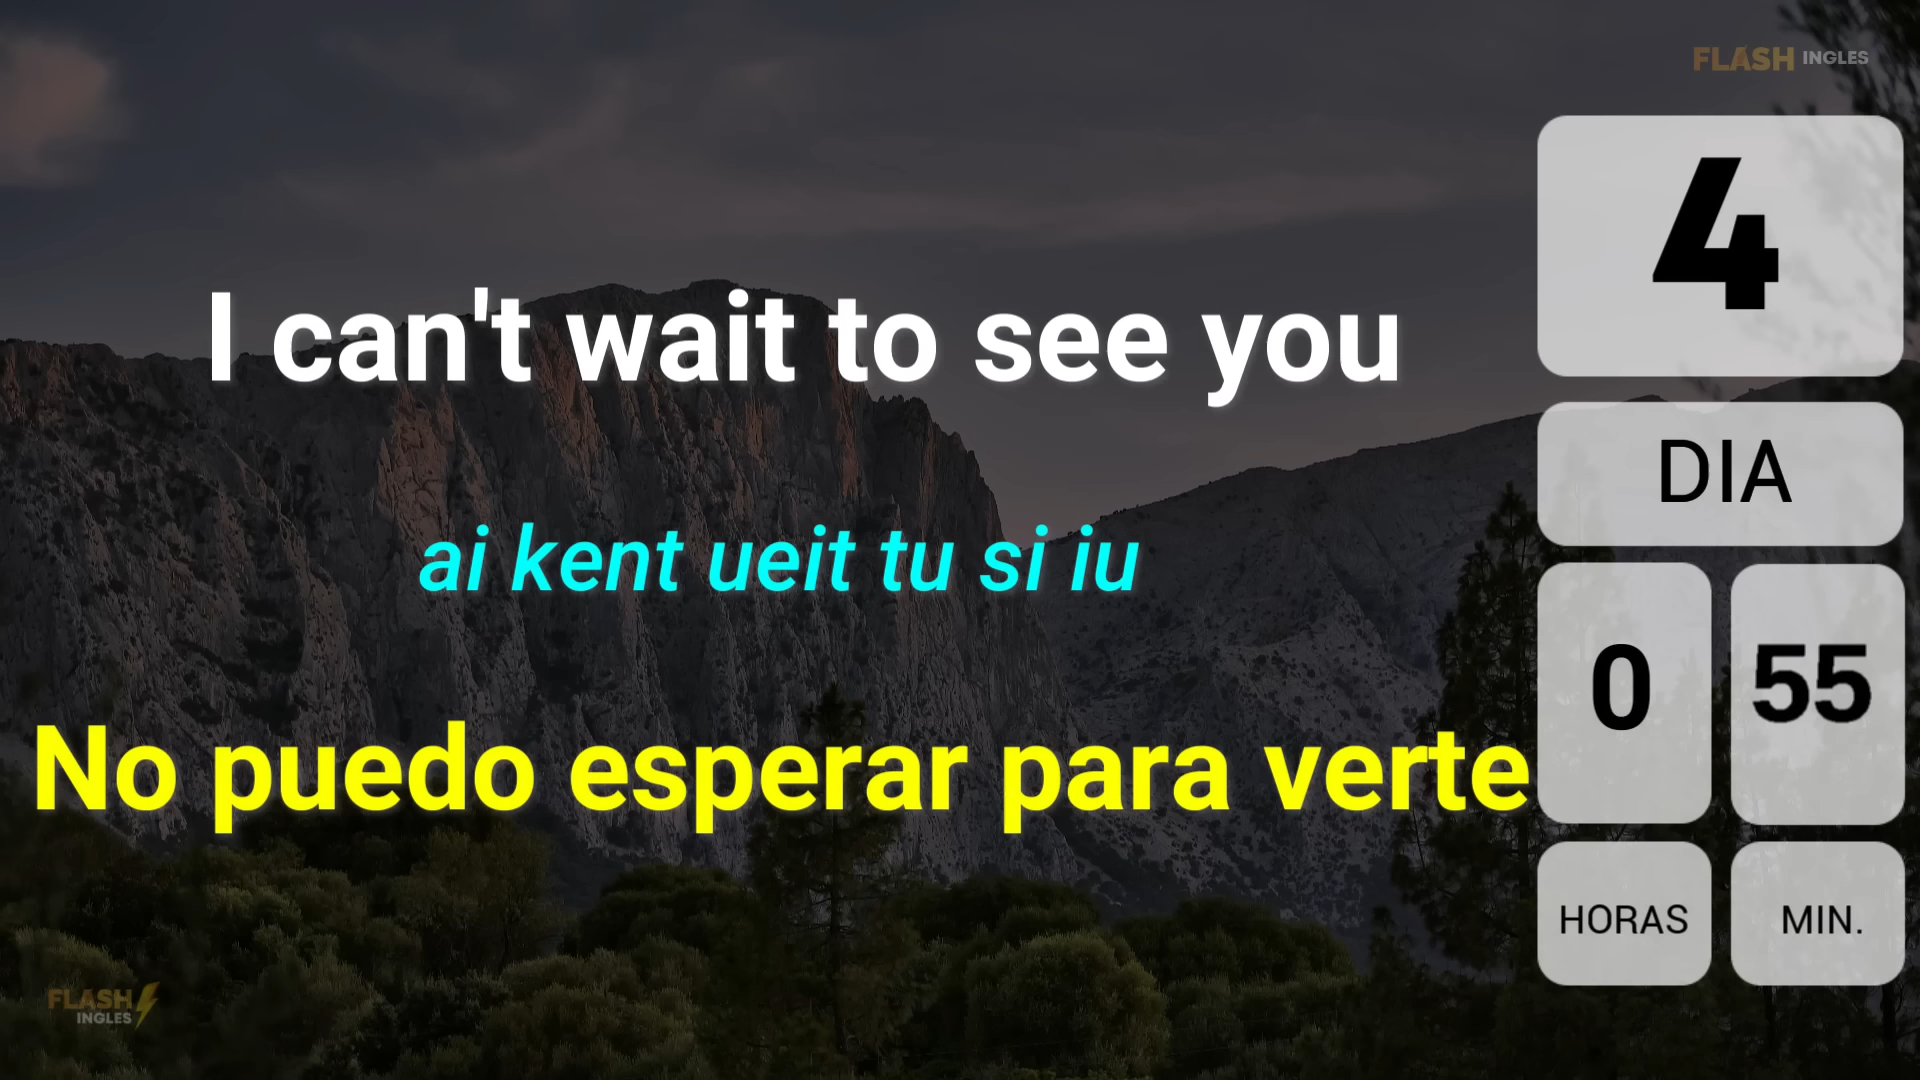 FLASH INGLES
4
I can't wait to see you
DIA
ai kent ueit tu si iu
0 55
No puedo esperar para verte
HORAS MIN.
FLASH
INGLES